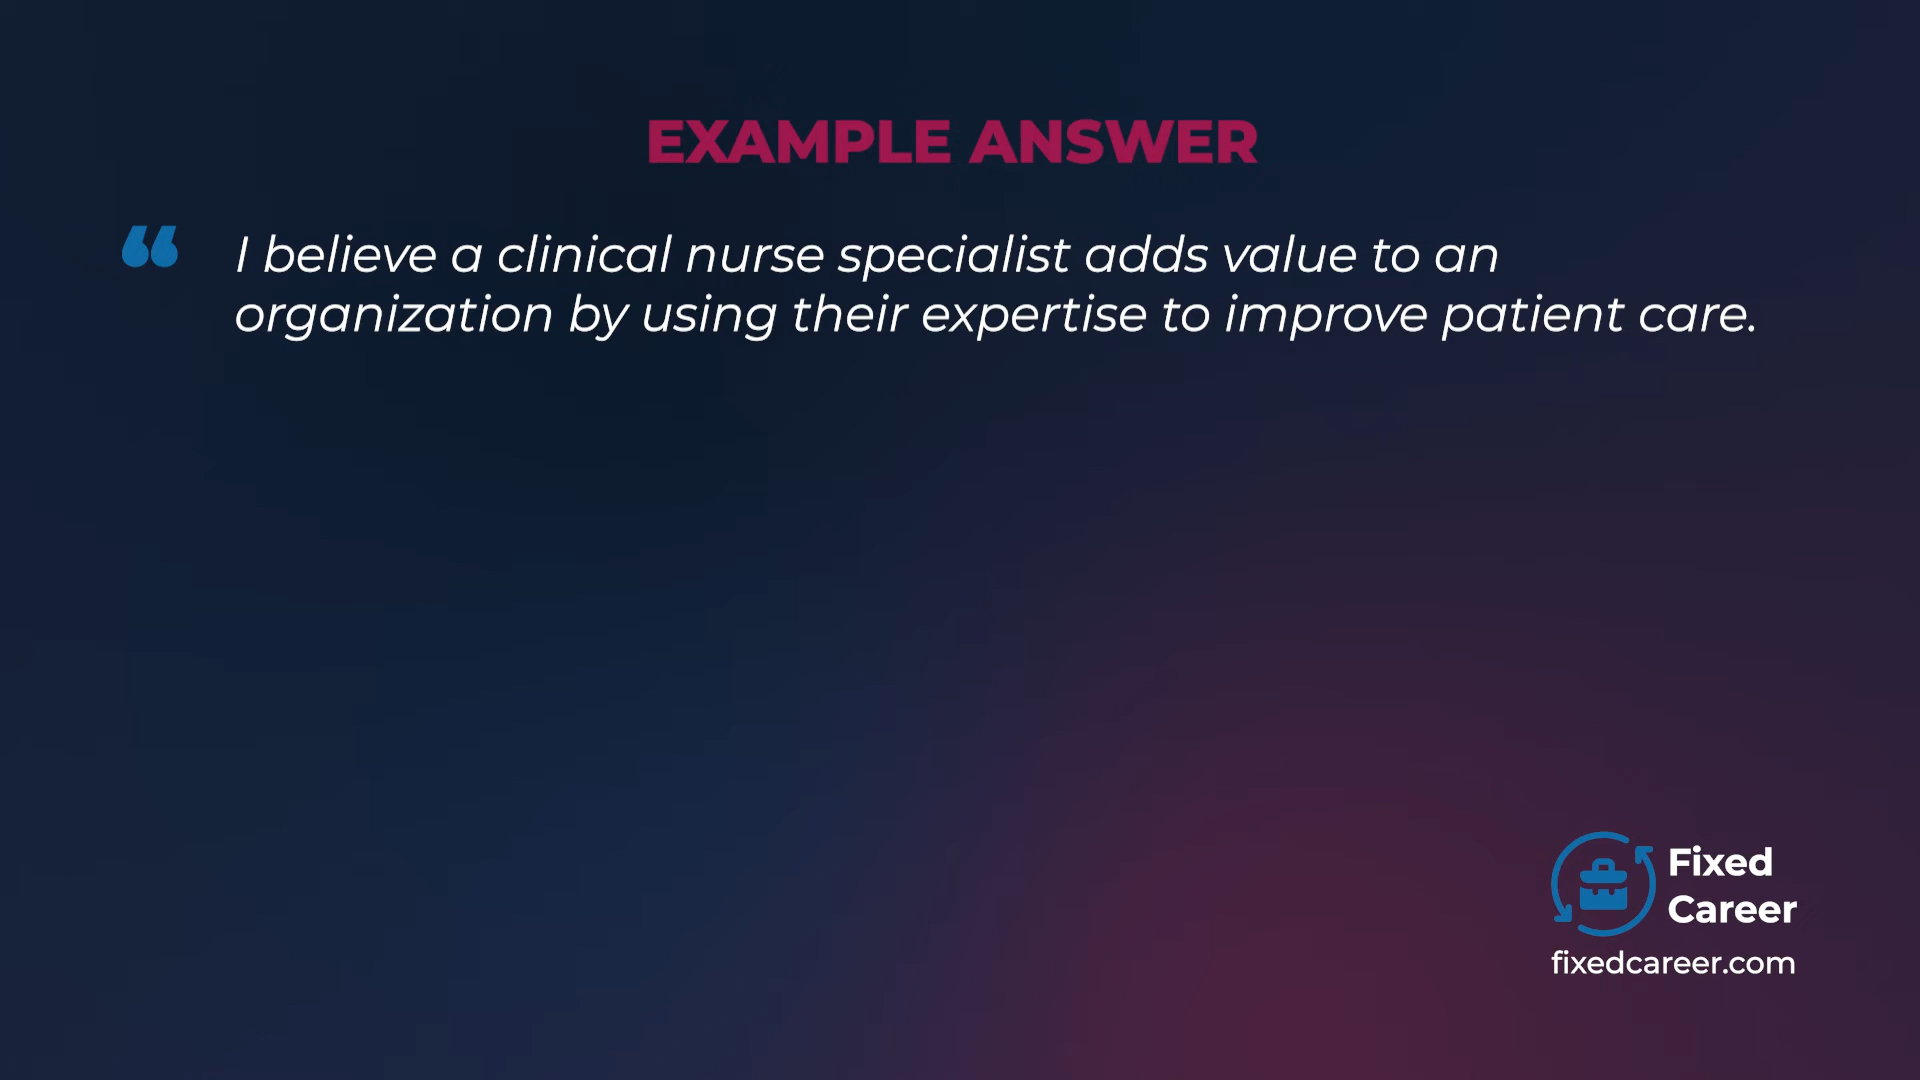 EXAMPLE ANSWER
“ I believe a clinical nurse specialist adds value to an
organization by using their expertise to improve patient care.
Fixed
Career
fixedcareer.com